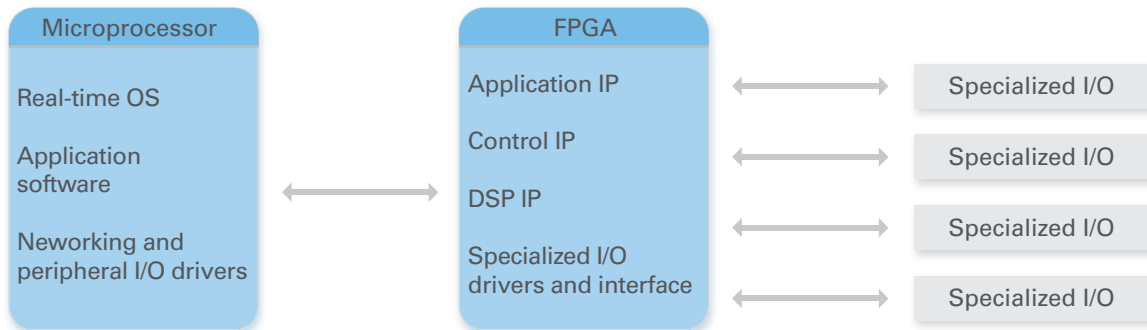 Microprocessor
Real-time OS
Application
software
Neworking and
peripheral I/O drivers
FPGA
Application IP
Control IP
DSP IP
Specialized I/O
drivers and interface
Specialized I/O
Specialized I/O
Specialized I/O
Specialized I/O